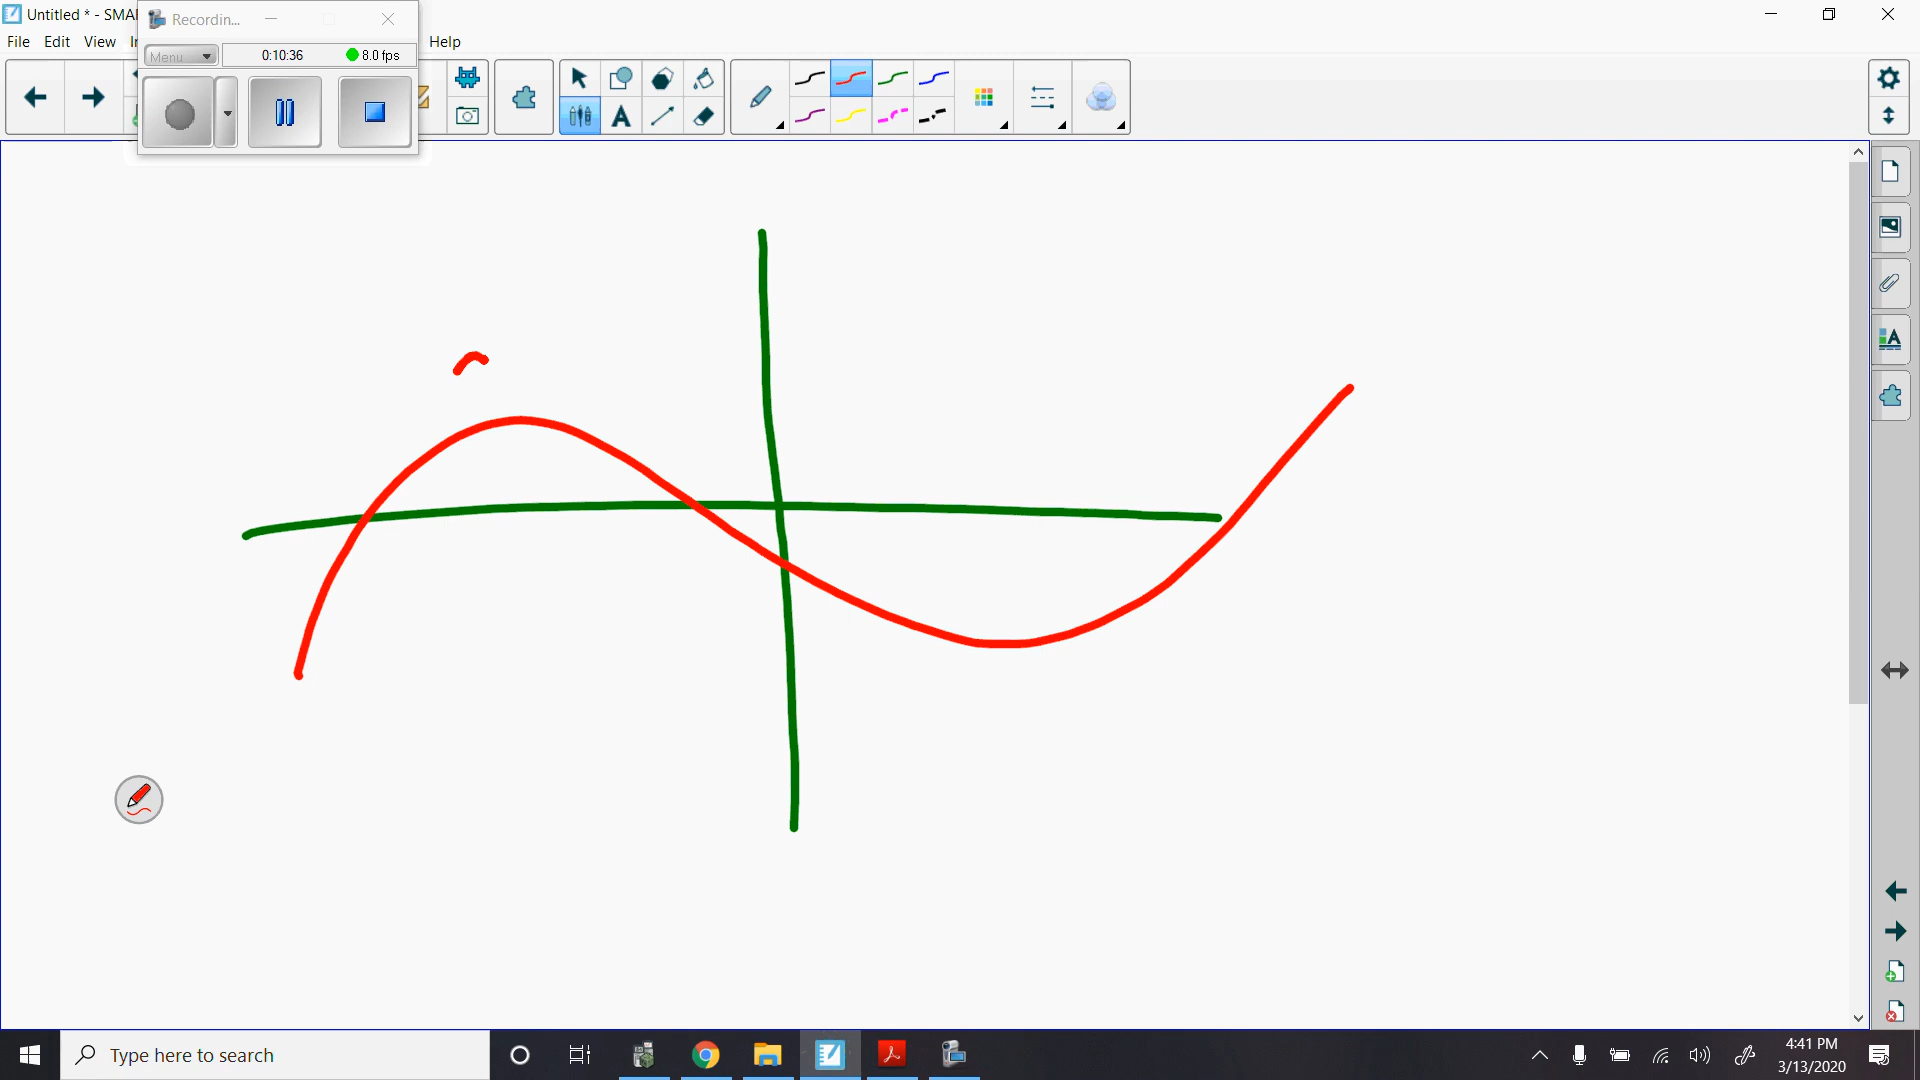 Untitled * - SMA
Recordin...
File Edit View Help
Menu 0:10:36 8.0 fps
A
A
Type here to search
4:41 PM
3/13/2020